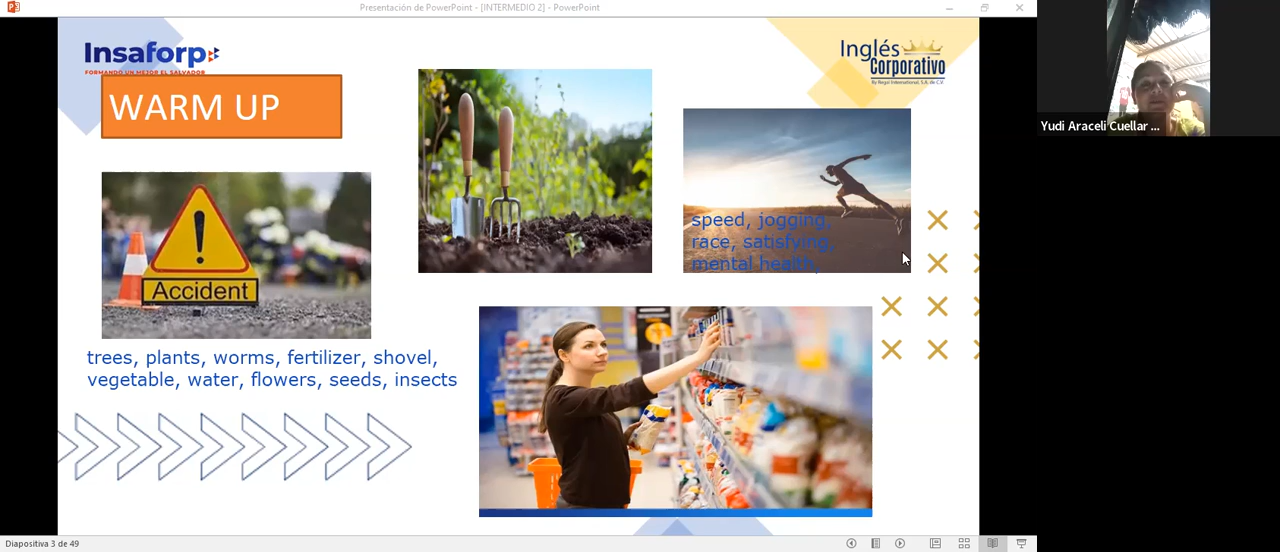 Presentación de PowerPoint - [INTERMEDIO 2] - PowerPoint
Insaforp
FORMANDO UN MEJOR EL SALVADOR
WARM UP
Inglés
Corporativo
By Regal International, S.A. de C.V.
Accident
speed, jogging,
race, satisfying,
mental health,
trees, plants, worms, fertilizer, shovel,
vegetable, water, flowers, seeds, insects
Yudi Araceli Cuellar ...
Diapositiva 3 de 49